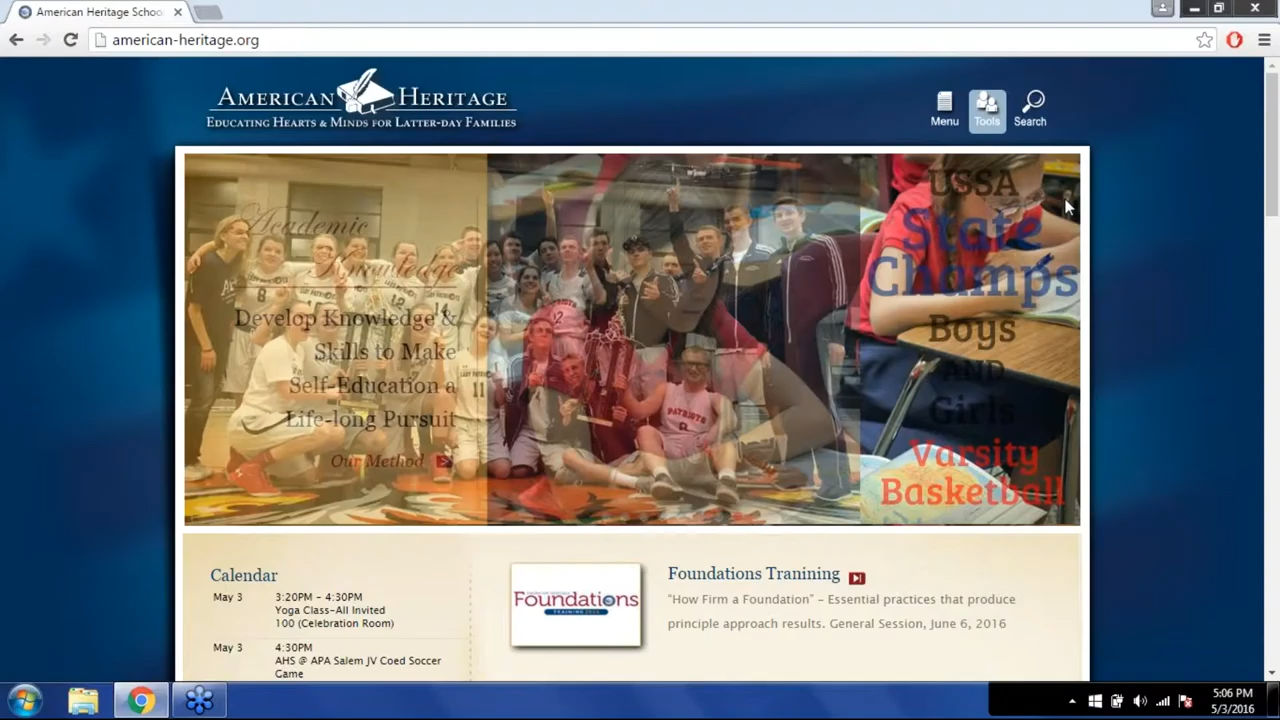 American Heritage Schoo
american-heritage.org
AMERICAN HERITAGE
EDUCATING HEARTS & MINDS FOR LATTER-DAY FAMILIES
Menu
Tools
Search
Academic
Knowledge
Develop Knowledge &
Skills to Make
Self-Education a
Life-long Pursuit
Our Method
USSA
State
Champs
Boys
AND
Girls
Varsity
Basketball
PATRIOTS
Calendar
May 3
3:20PM - 4:30PM
Yoga Class-All Invited
100 (Celebration Room)
May 3
4:30PM
AHS @ APA Salem JV Coed Soccer
Game
Foundations
Foundations Tranining
“How Firm a Foundation” – Essential practices that produce
principle approach results. General Session, June 6, 2016
5:06 PM
5/3/2016